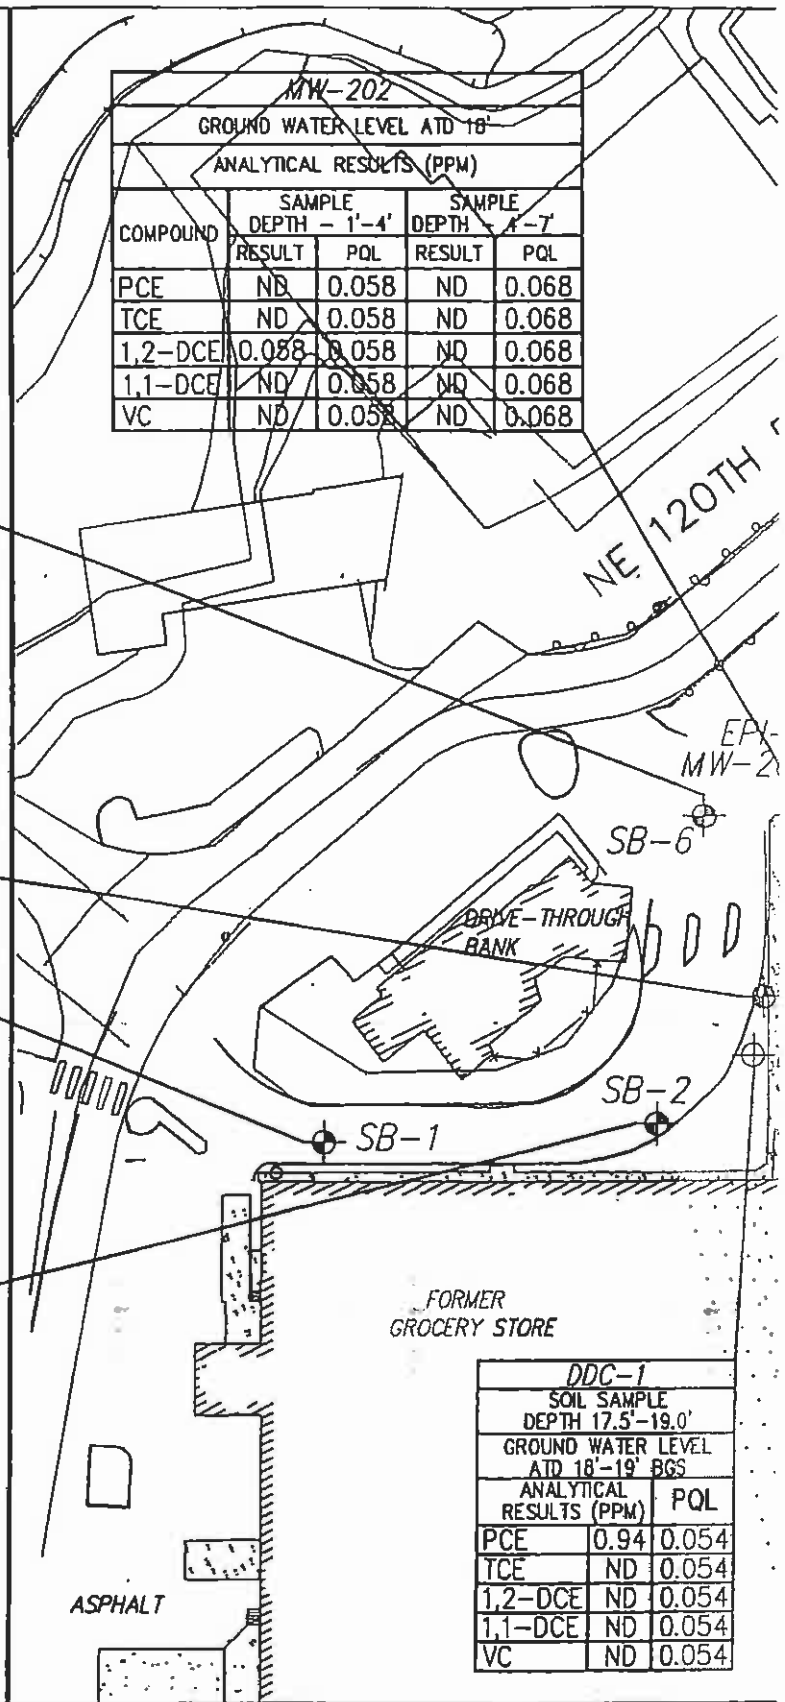 MW-202
GROUND WATER LEVEL ATD 18'
ANALYTICAL RESULTS (PPM)
COMPOUND SAMPLE DEPTH - 1'-4' SAMPLE DEPTH - 4'-7'
RESULT PQL RESULT PQL
PCE ND 0.058 ND 0.068
TCE ND 0.058 ND 0.068
1,2-DCE 0.058 0.058 ND 0.068
1,1-DCE ND 0.058 ND 0.068
VC ND 0.058 ND 0.068
NE 120TH
EPI-
MW-2
SB-6
DRIVE-THROUGH
BANK
SB-2
SB-1
FORMER
GROCERY STORE
DDC-1
SOIL SAMPLE
DEPTH 17.5'-19.0'
GROUND WATER LEVEL
ATD 18'-19' BGS
ANALYTICAL RESULTS (PPM) PQL
PCE 0.94 0.054
TCE ND 0.054
1,2-DCE ND 0.054
1,1-DCE ND 0.054
VC ND 0.054
ASPHALT